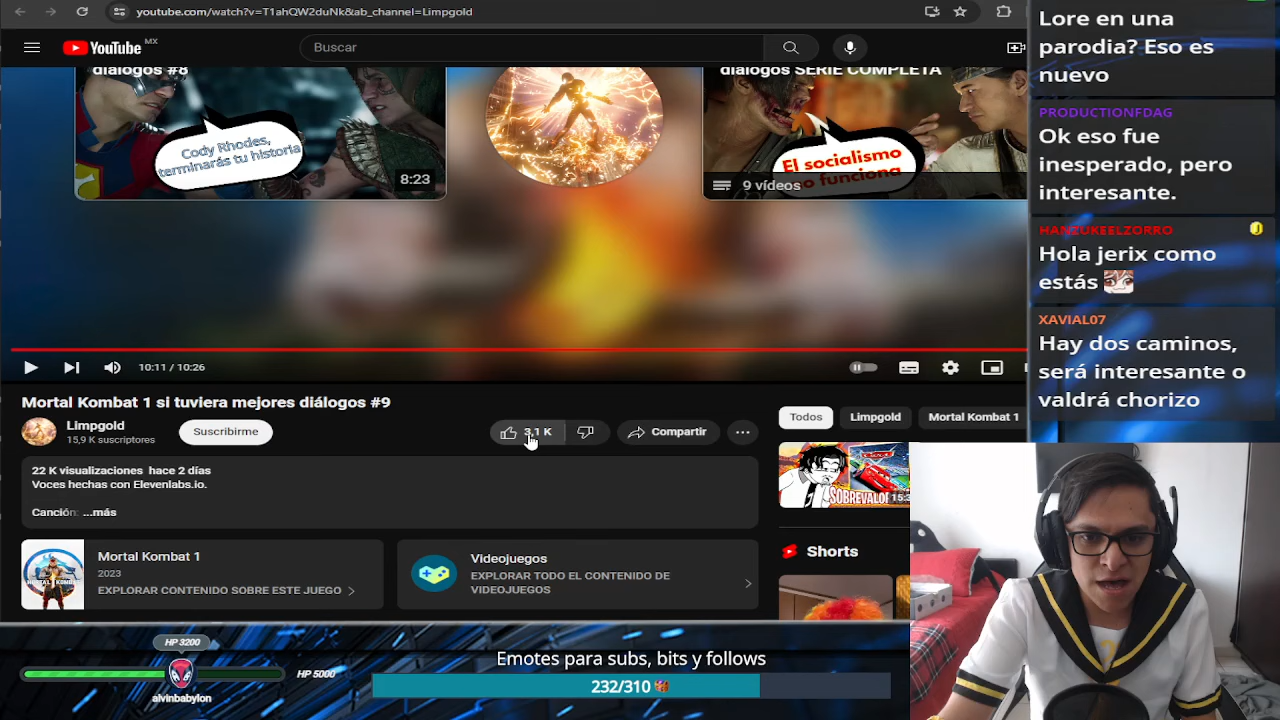 youtube.com/watch?v=T1ahQW2duNk&ab_channel=Limpgold
YouTube MX
Buscar
diálogos #8
Cody Rhodes,
terminarás tu historia
8:23
diálogos SERIE COMPLETA
El socialismo
no funciona
9 vídeos
10:11 / 10:26
Mortal Kombat 1 si tuviera mejores diálogos #9
Limpgold
15,9 K suscriptores
Suscribirme
3,1 K
Compartir
22 K visualizaciones hace 2 días
Voces hechas con Elevenlabs.io.
Canción: ...más
Mortal Kombat 1
2023
EXPLORAR CONTENIDO SOBRE ESTE JUEGO
Videojuegos
EXPLORAR TODO EL CONTENIDO DE
VIDEOJUEGOS
Todos
Limpgold
Mortal Kombat 1
SOBREVALO
15:3
Shorts
Lore en una
parodia? Eso es
nuevo
PRODUCTIONFDAG
Ok eso fue
inesperado, pero
interesante.
HANZUKEELZORRO
Hola jerix como
estás
XAVIAL07
Hay dos caminos,
será interesante o
valdrá chorizo
HP 3200
HP 5000
alvinbabylon
Emotes para subs, bits y follows
232/310